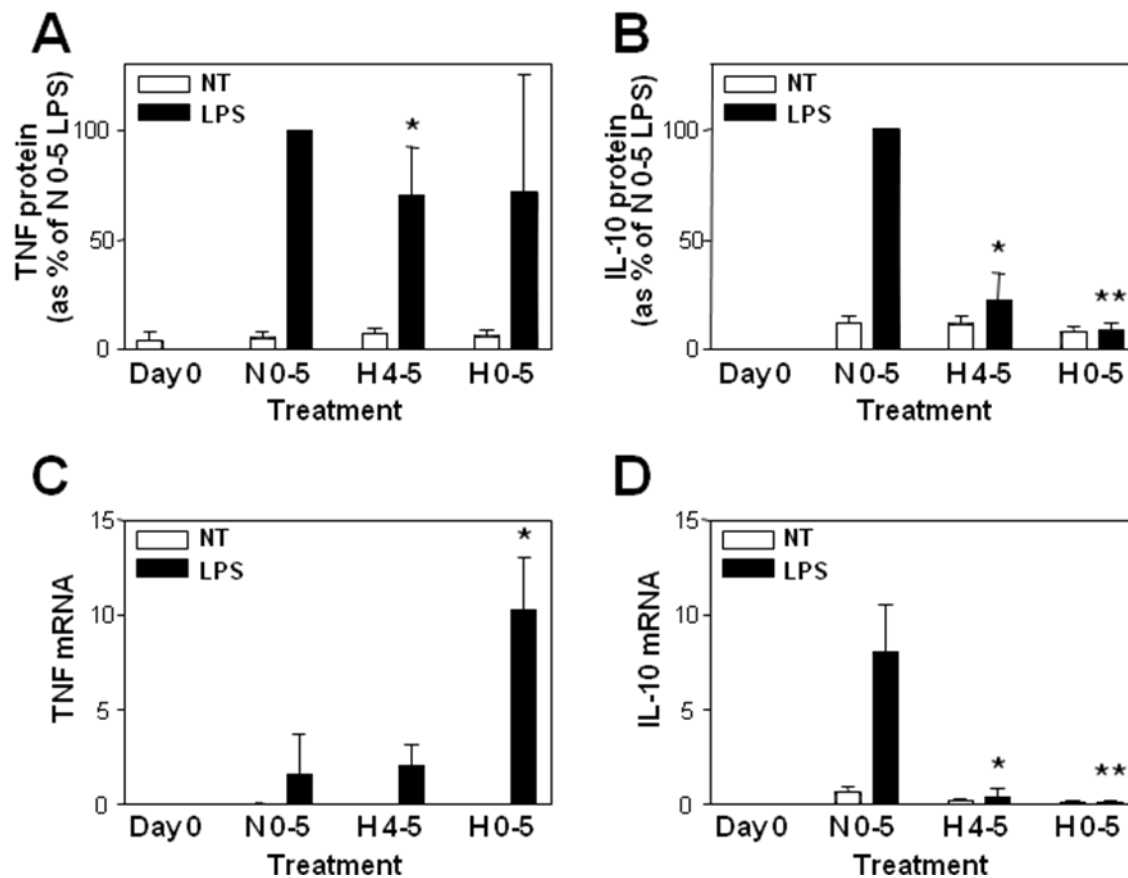 A
TNF protein
(as % of N 0-5 LPS)
100
50
0
NT
LPS
*
Day 0 N 0-5 H 4-5 H 0-5
Treatment
B
IL-10 protein
(as % of N 0-5 LPS)
100
50
0
NT
LPS
*
**
Day 0 N 0-5 H 4-5 H 0-5
Treatment
C
TNF mRNA
15
10
5
0
NT
LPS
*
Day 0 N 0-5 H 4-5 H 0-5
Treatment
D
IL-10 mRNA
15
10
5
0
NT
LPS
*
**
Day 0 N 0-5 H 4-5 H 0-5
Treatment